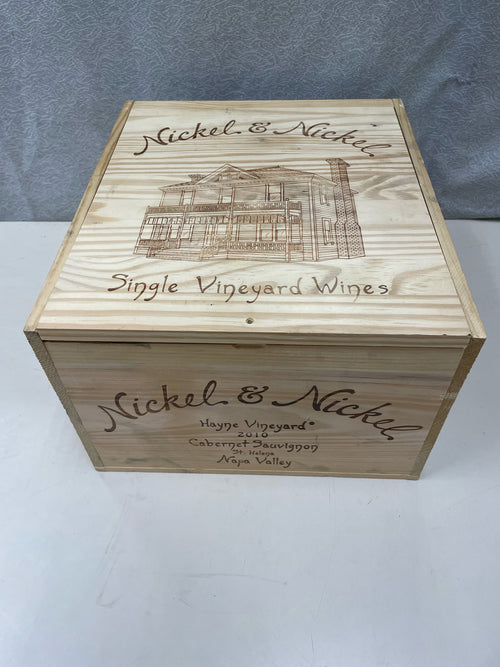 Nickel & Nickel
Single Vineyard Wines
Nickel & Nickel
Hayne Vineyard®
2010
Cabernet Sauvignon
St. Helena
Napa Valley